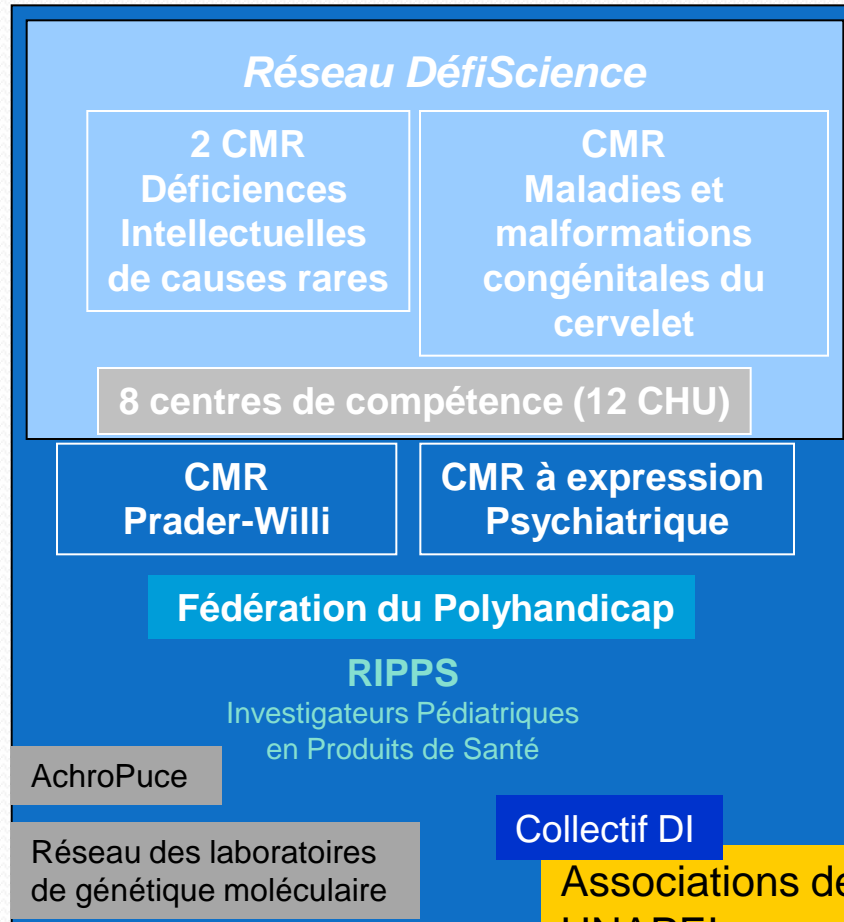 Réseau DéfiScience
2 CMR
Déficiences
Intellectuelles
de causes rares
CMR
Maladies et
malformations
congénitales du
cervelet
8 centres de compétence (12 CHU)
CMR
Prader-Willi
CMR à expression
Psychiatrique
Fédération du Polyhandicap
RIPPS
Investigateurs Pédiatriques
en Produits de Santé
AchroPuce
Réseau des laboratoires
de génétique moléculaire
Collectif DI
Associations de